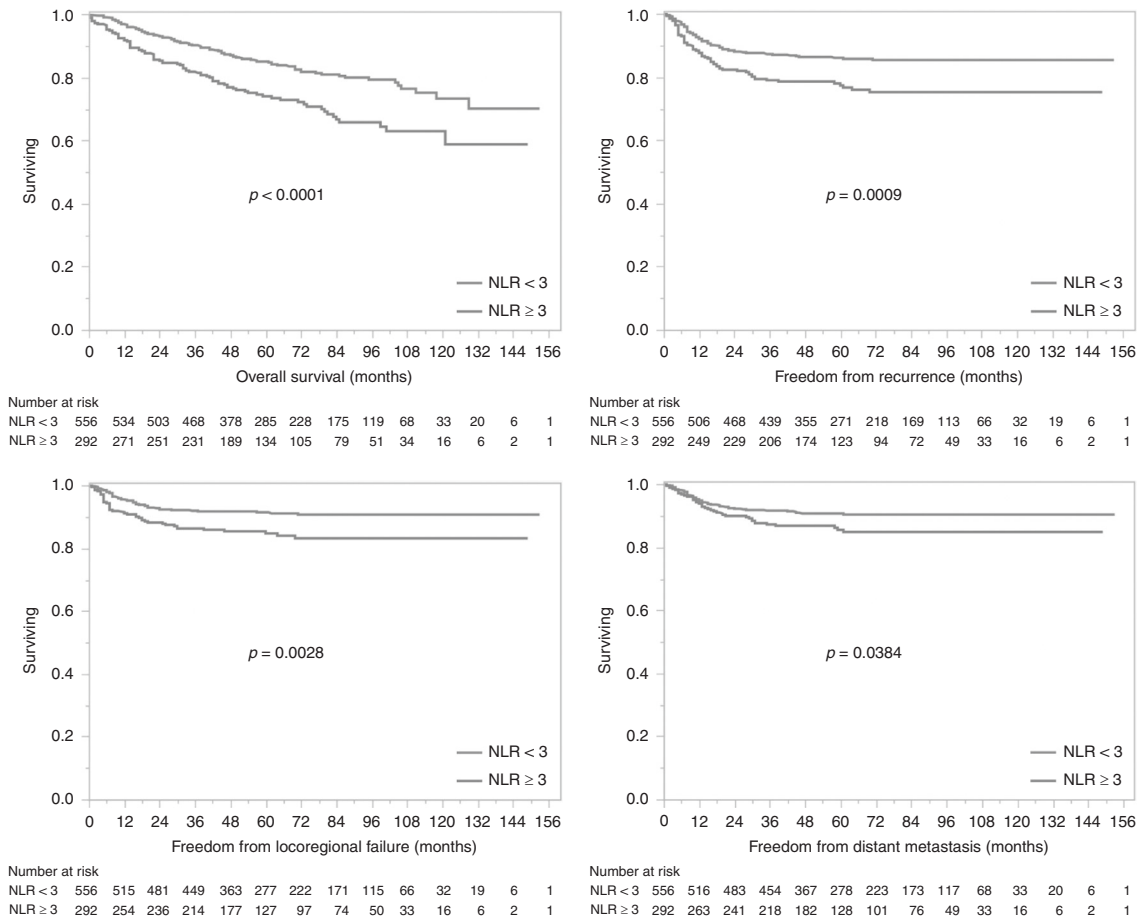 1.0
0.8
0.6
0.4
0.2
0.0
Surviving
p < 0.0001
NLR < 3
NLR ≥ 3
0 12 24 36 48 60 72 84 96 108 120 132 144 156
Overall survival (months)
Number at risk
NLR < 3 556 534 503 468 378 285 228 175 119 68 33 20 6 1
NLR ≥ 3 292 271 251 231 189 134 105 79 51 34 16 6 2 1
1.0
0.8
0.6
0.4
0.2
0.0
Surviving
p = 0.0009
NLR < 3
NLR ≥ 3
0 12 24 36 48 60 72 84 96 108 120 132 144 156
Freedom from recurrence (months)
Number at risk
NLR < 3 556 506 468 439 355 271 218 169 113 66 32 19 6 1
NLR ≥ 3 292 249 229 206 174 123 94 72 49 33 16 6 2 1
1.0
0.8
0.6
0.4
0.2
0.0
Surviving
p = 0.0028
NLR < 3
NLR ≥ 3
0 12 24 36 48 60 72 84 96 108 120 132 144 156
Freedom from locoregional failure (months)
Number at risk
NLR < 3 556 515 481 449 363 277 222 171 115 66 32 19 6 1
NLR ≥ 3 292 254 236 214 177 127 97 74 50 33 16 6 2 1
1.0
0.8
0.6
0.4
0.2
0.0
Surviving
p = 0.0384
NLR < 3
NLR ≥ 3
0 12 24 36 48 60 72 84 96 108 120 132 144 156
Freedom from distant metastasis (months)
Number at risk
NLR < 3 556 516 483 454 367 278 223 173 117 68 33 20 6 1
NLR ≥ 3 292 263 241 218 182 128 101 76 49 33 16 6 2 1